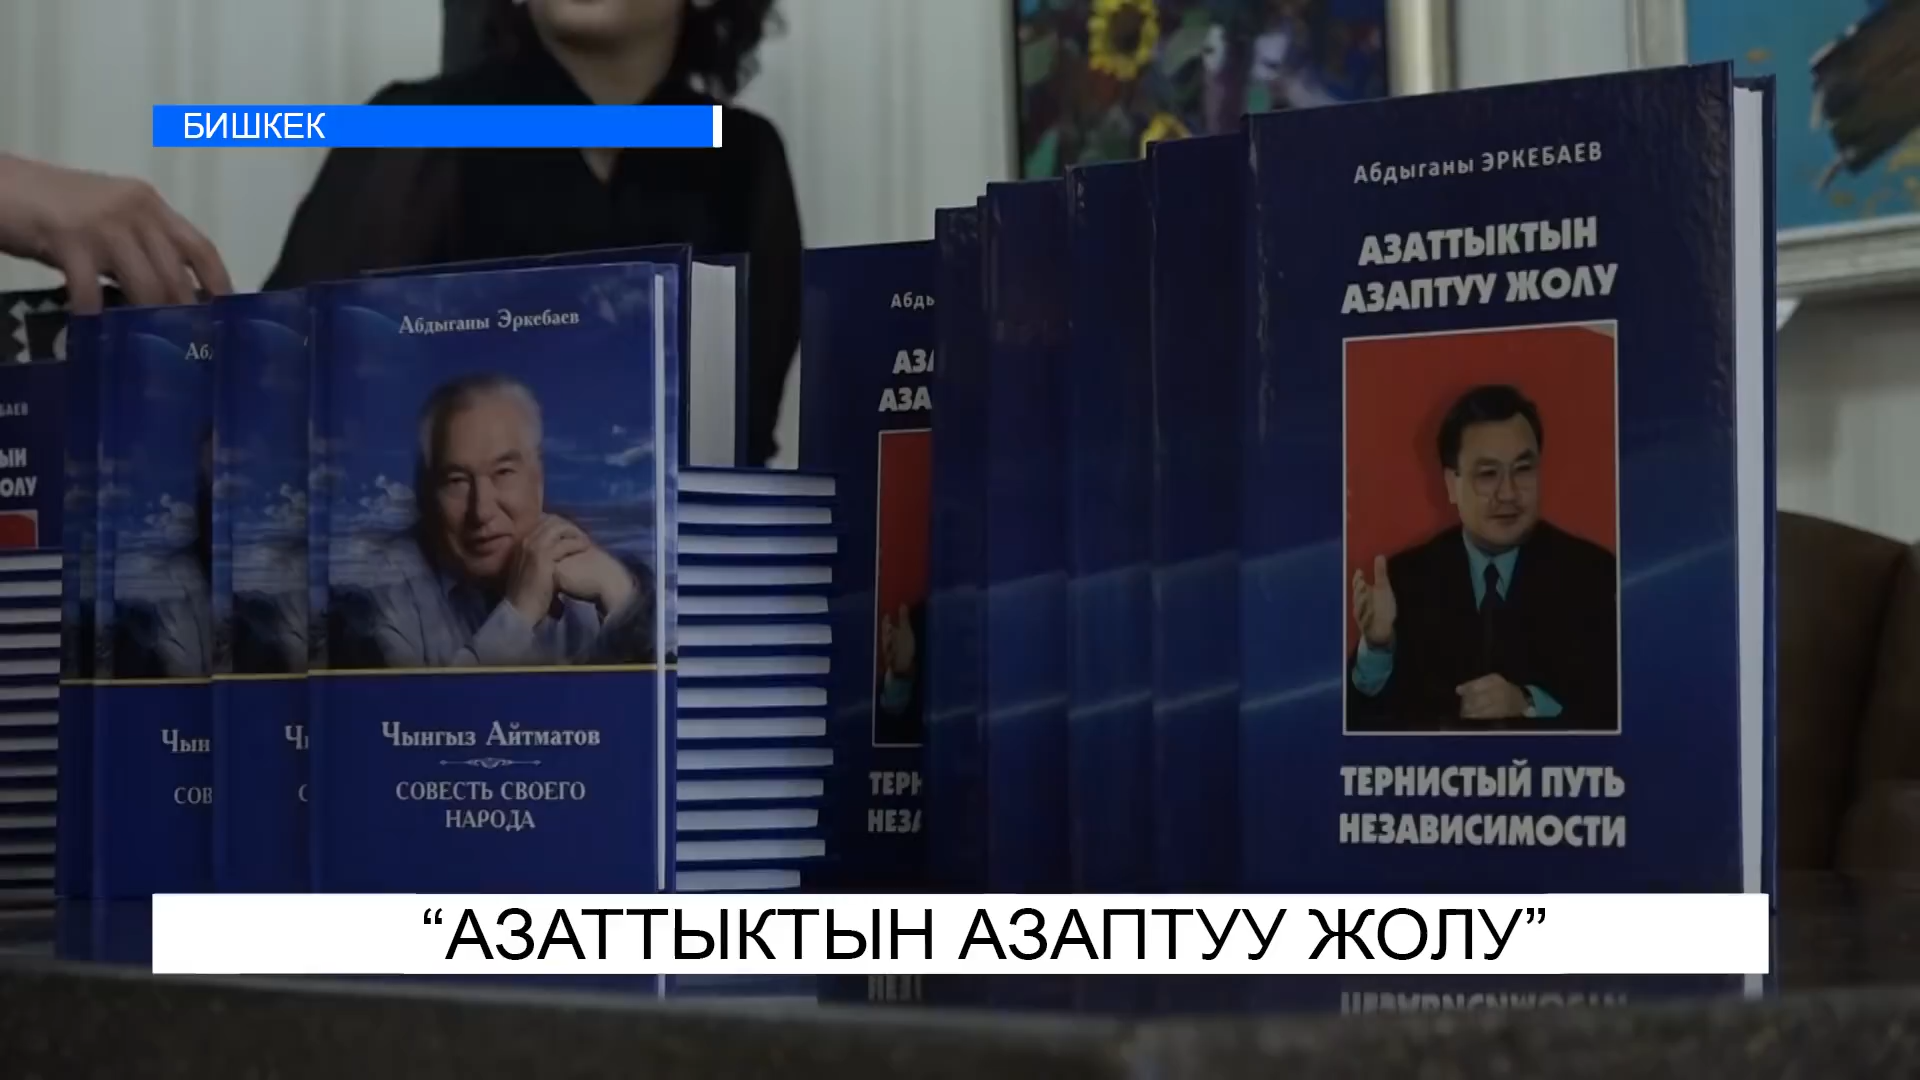 БИШКЕК
Абдыганы ЭРКЕБАЕВ
АЗАТТЫКТЫН
АЗАПТУУ ЖОЛУ
ТЕРНИСТЫЙ ПУТЬ
НЕЗАВИСИМОСТИ
Абдыганы Эркебаев
Чынгыз Айтматов
СОВЕСТЬ СВОЕГО
НАРОДА
“АЗАТТЫКТЫН АЗАПТУУ ЖОЛУ”